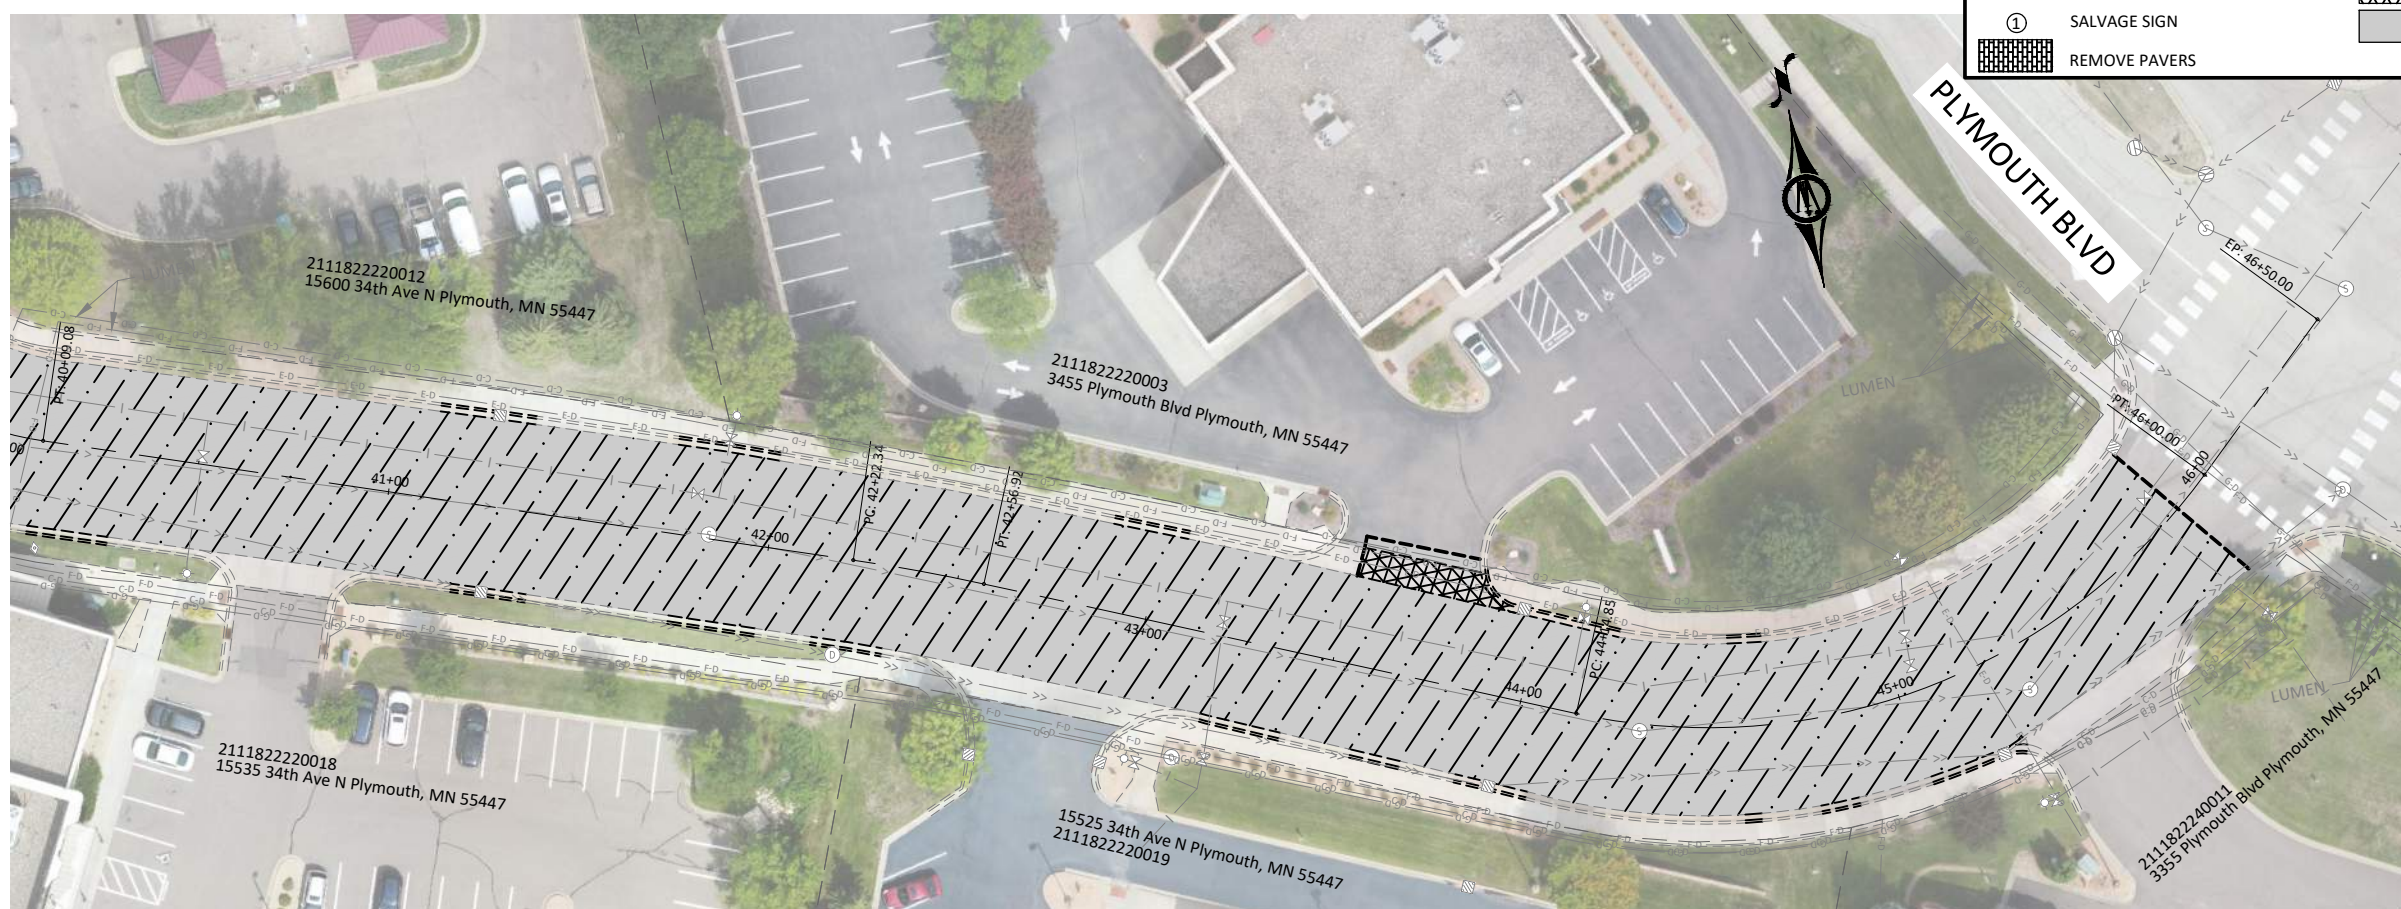 ① SALVAGE SIGN
REMOVE PAVERS
PLYMOUTH BLVD
N
EP: 46+50.00
2111822220012
15600 34th Ave N Plymouth, MN 55447
PT: 40+09.08
2111822220003
3455 Plymouth Blvd Plymouth, MN 55447
LUMEN
PT: 46+00.00
46+00
41+00
42+00
PC: 42+22.34
PT: 42+56.92
43+00
44+00
45+00
LUMEN
2111822220018
15535 34th Ave N Plymouth, MN 55447
15525 34th Ave N Plymouth, MN 55447
2111822220019
2111822240011
3355 Plymouth Blvd Plymouth, MN 55447